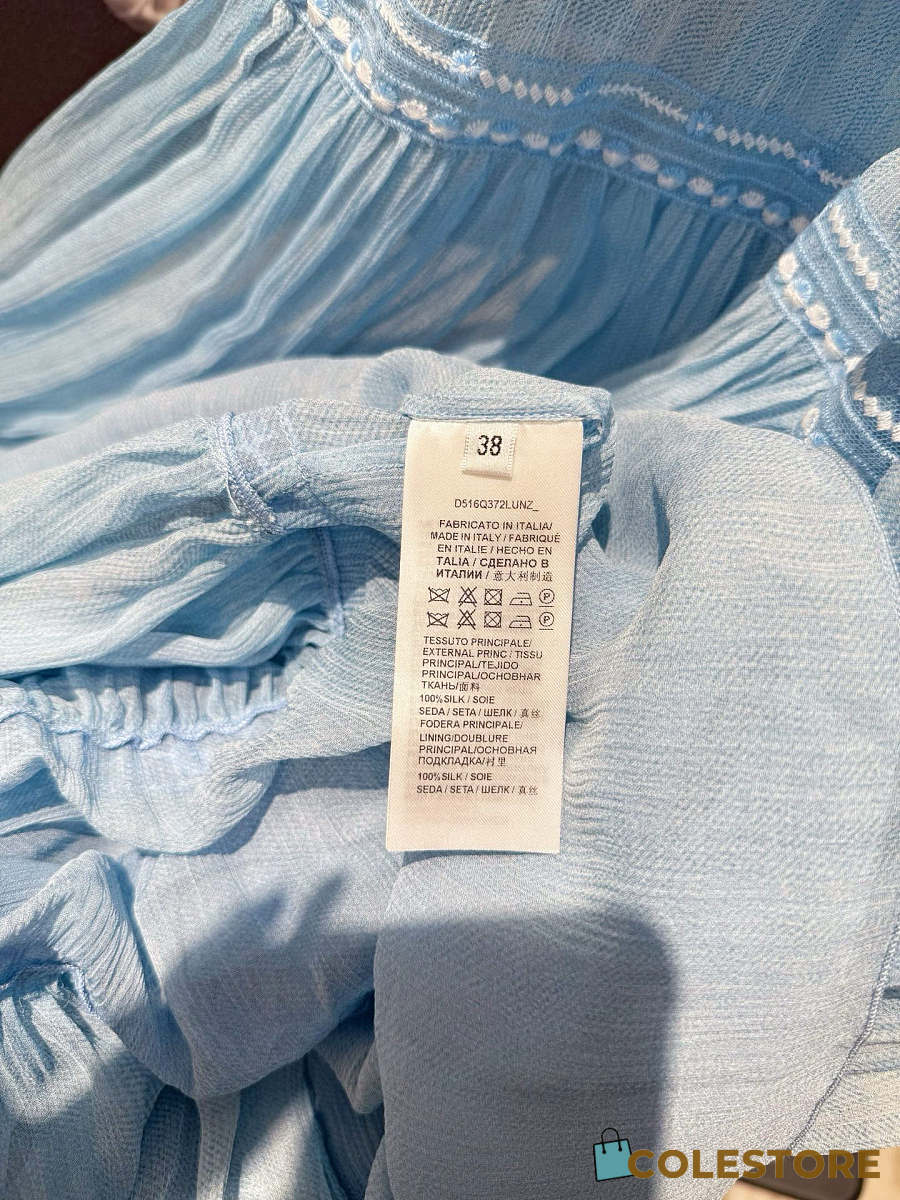 38
D516Q372LUNZ_
FABRICATO IN ITALIA/
MADE IN ITALY / FABRIQUÉ
EN ITALIE / HECHO EN
TALIA / СДЕЛАНО В
ИТАЛИИ / 意大利制造
P
P
TESSUTO PRINCIPALE/
EXTERNAL PRINC / TISSU
PRINCIPAL/TEJIDO
PRINCIPAL/ОСНОВНАЯ
ТКАНЬ/面料
100%SILK / SOIE
SEDA / SETA / ШЕЛК / 真丝
FODERA PRINCIPALE/
LINING/DOUBLURE
PRINCIPAL/ОСНОВНАЯ
ПОДКЛАДКА/衬里
100%SILK / SOIE
SEDA / SETA / ШЕЛК / 真丝
COLESTORE